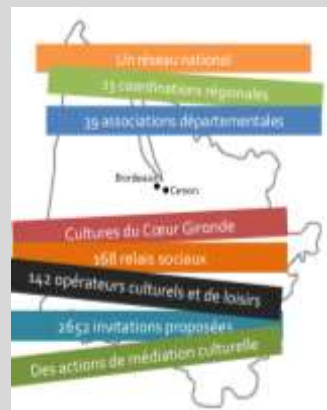 Un réseau national
13 coordinations régionales
39 associations départementales
Bordeaux
Cenon
Cultures du Cœur Gironde
168 relais sociaux
142 opérateurs culturels et de loisirs
2652 invitations proposées
Des actions de médiation culturelle